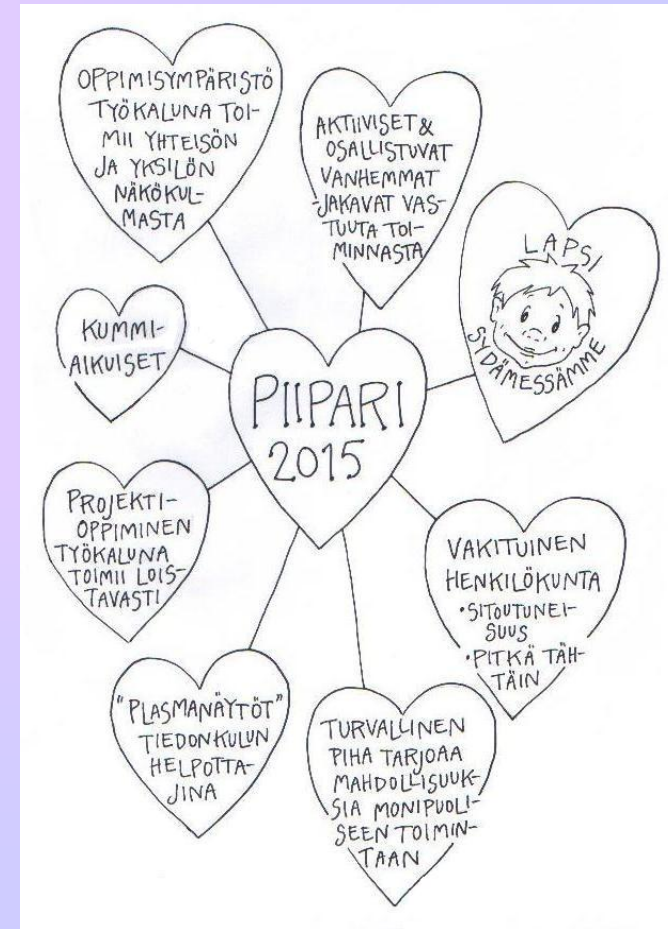 OPPIMISYMPÄRISTÖ
TYÖKALUNA TOI-
MII YHTEISÖN
JA YKSILÖN
NÄKÖKUL-
MASTA
AKTIIVISET &
OSALLISTUVAT
VANHEMMAT
-JAKAVAT VAS-
TUUTA TOI-
MINNASTA
LAPSI
SYDÄMESSÄMME
KUMMI-
AIKUISET
PIIPARI
2015
PROJEKTI-
OPPIMINEN
TYÖKALUNA
TOIMII LOIS-
TAVASTI
VAKITUINEN
HENKILÖKUNTA
•SITOUTUNEI-
SUUS
•PITKÄ TÄH-
TÄIN
"PLASMANÄYTÖT"
TIEDONKULUN
HELPOTTA-
JINA
TURVALLINEN
PIHA TARJOAA
MAHDOLLISUUK-
SIA MONIPUOLI-
SEEN TOIMIN-
TAAN